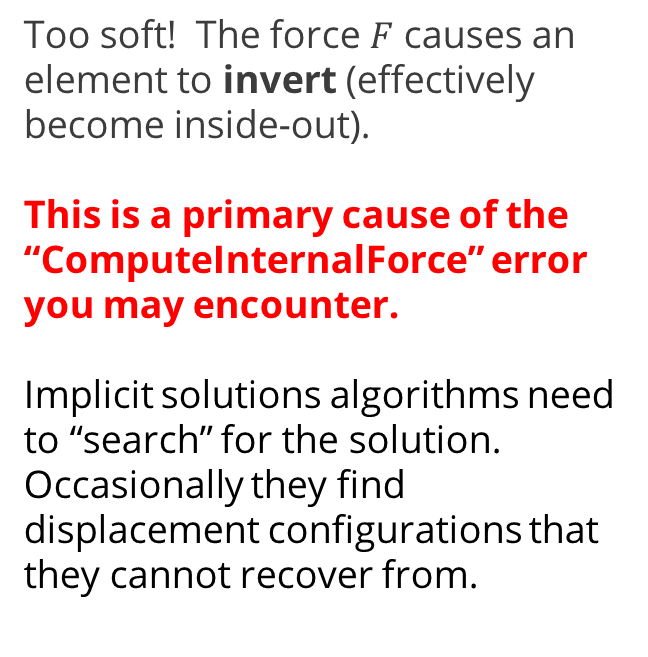 Too soft!  The force F causes an
element to invert (effectively
become inside-out).
This is a primary cause of the
“ComputeInternalForce” error
you may encounter.
Implicit solutions algorithms need
to “search” for the solution.
Occasionally they find
displacement configurations that
they cannot recover from.